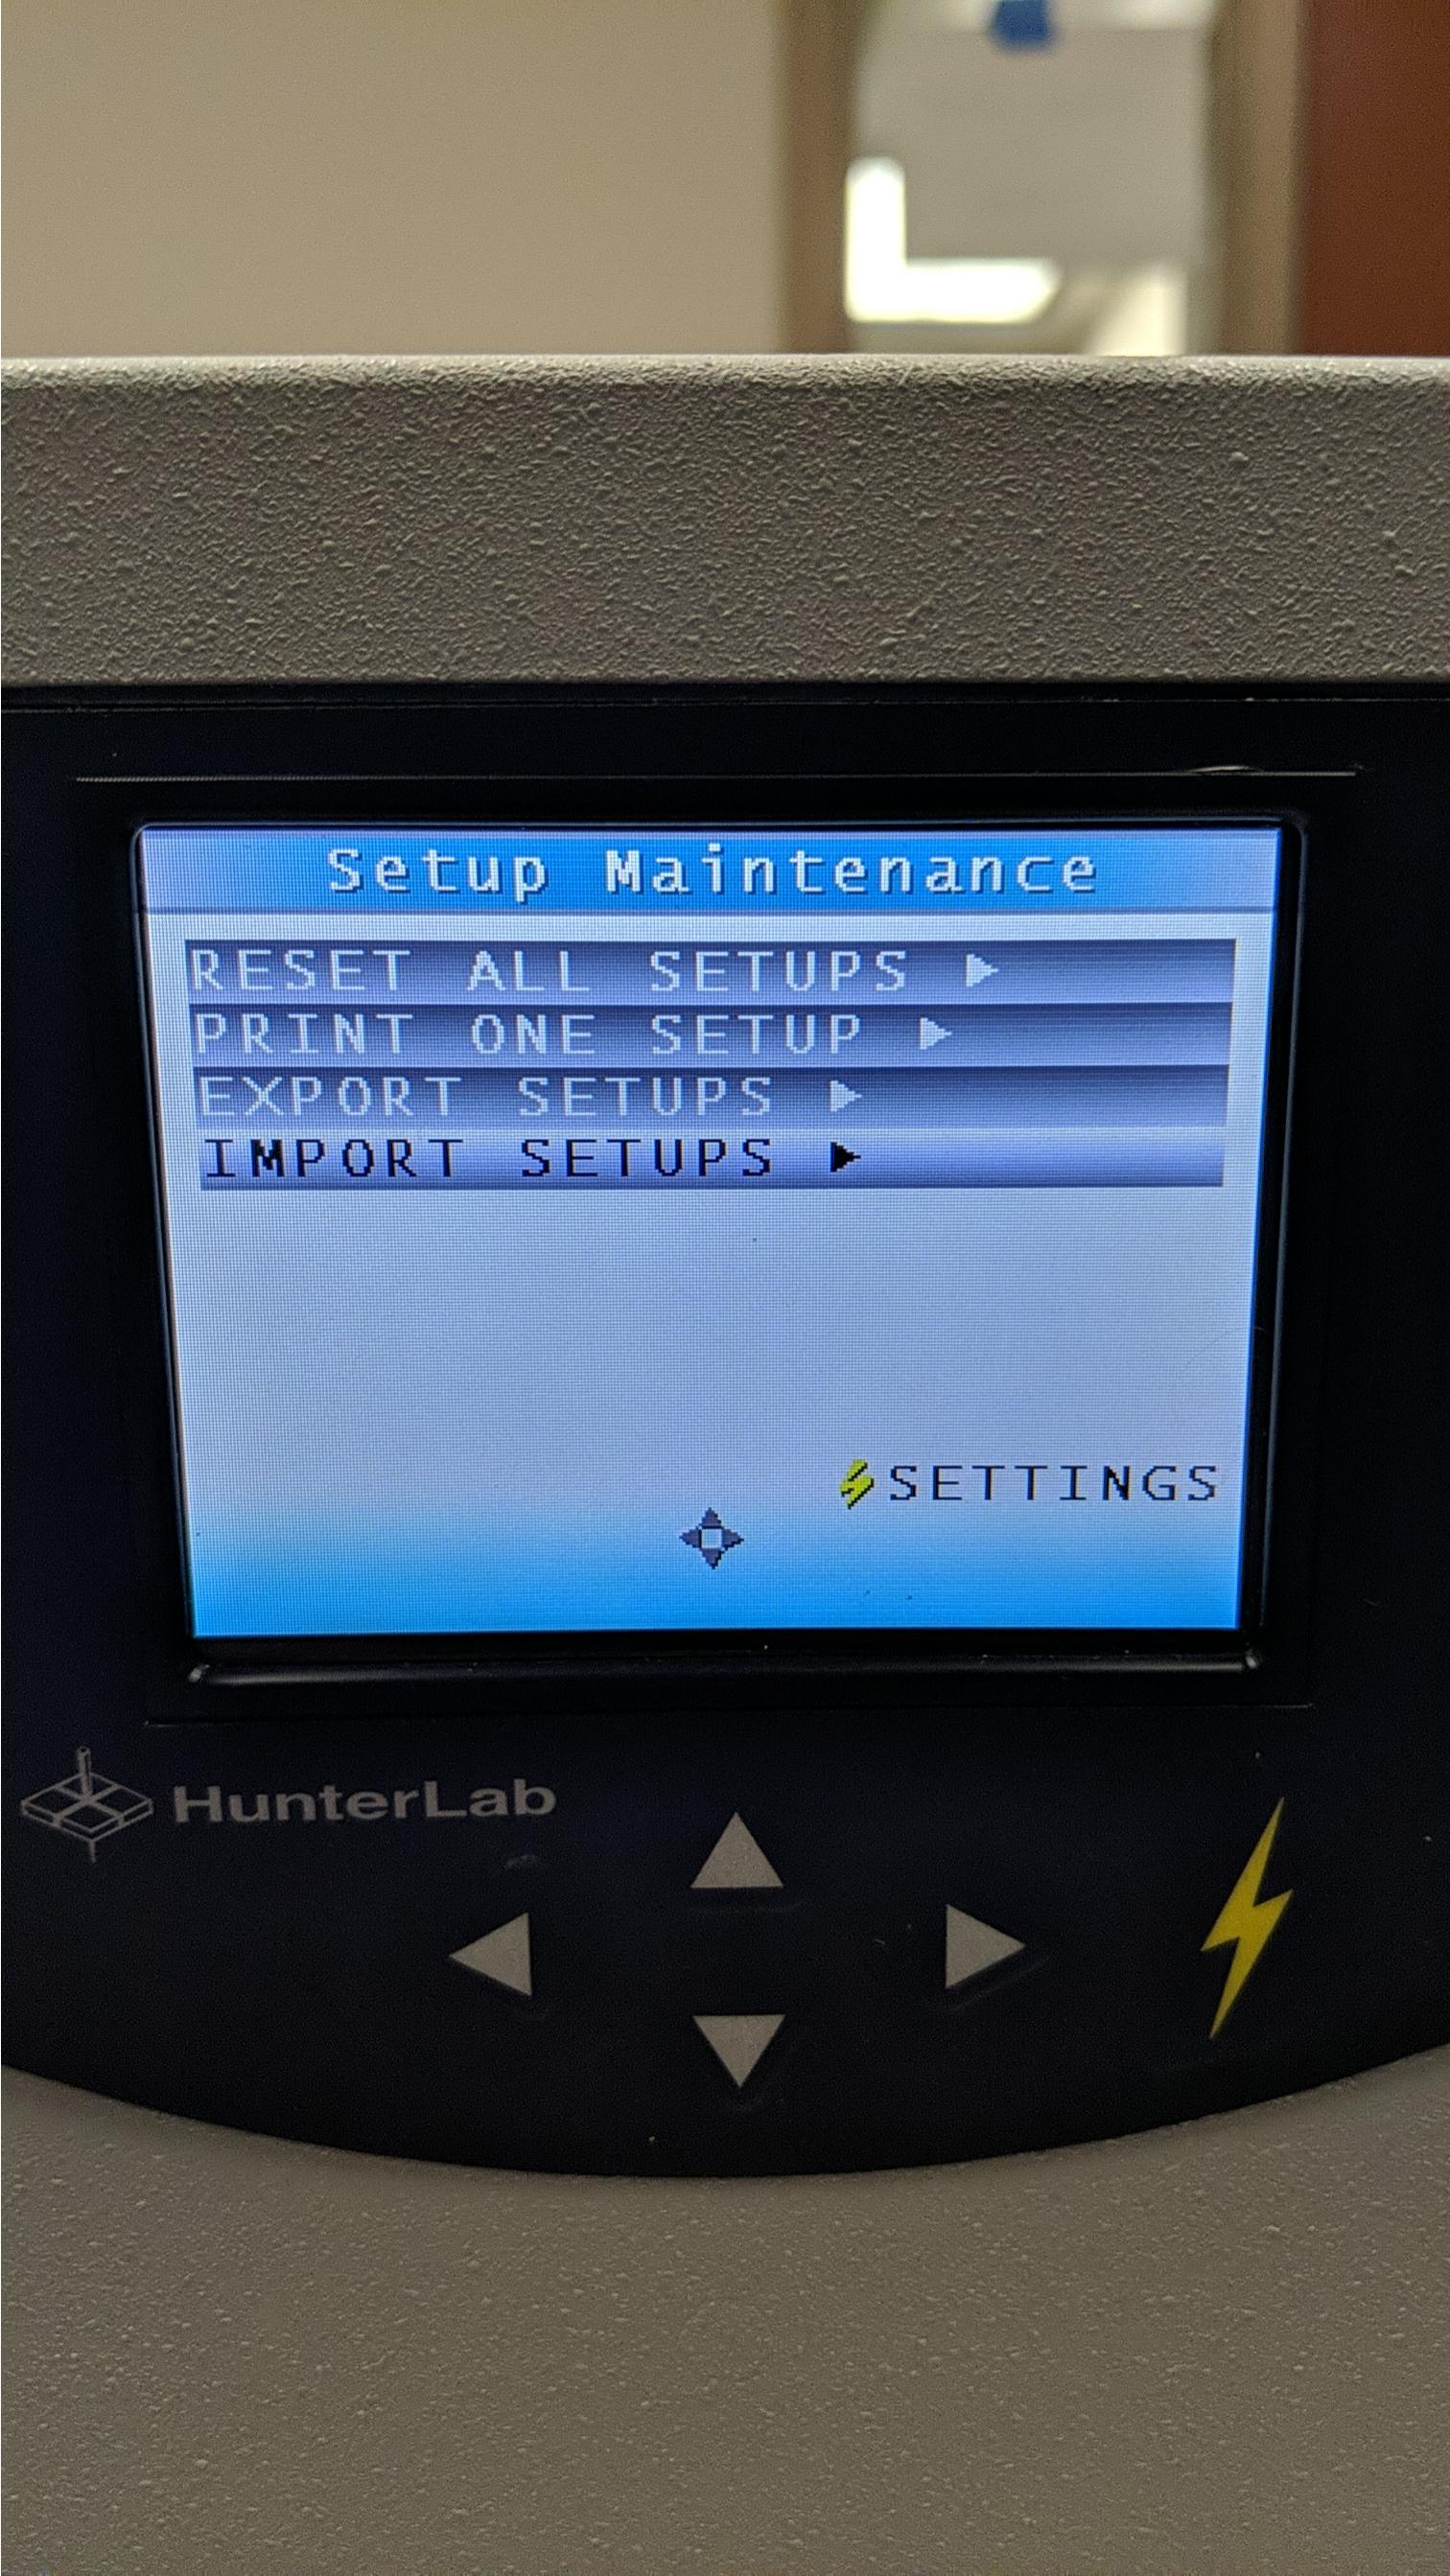 Setup Maintenance
RESET ALL SETUPS ▶
PRINT ONE SETUP ▶
EXPORT SETUPS ▶
IMPORT SETUPS ▶
SETTINGS
HunterLab